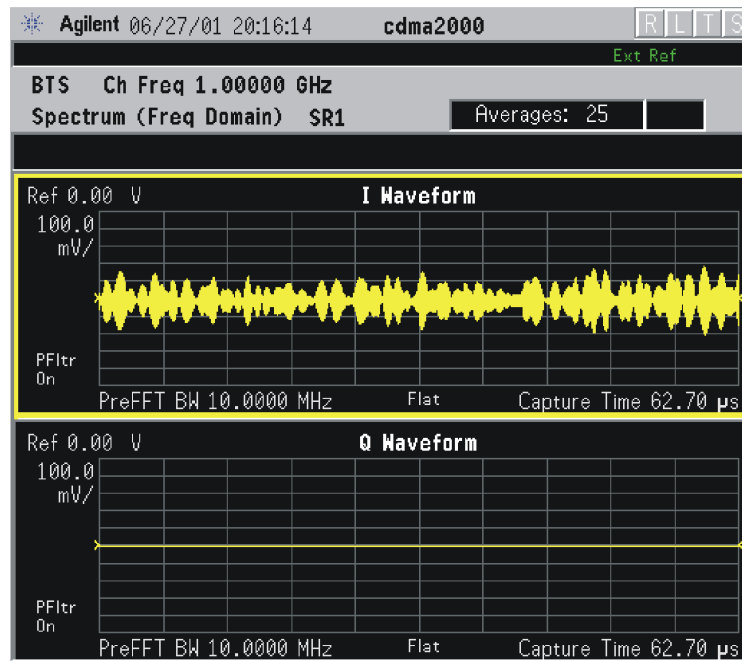 Agilent 06/27/01 20:16:14 cdma2000 R L T S
Ext Ref
BTS Ch Freq 1.00000 GHz
Spectrum (Freq Domain) SR1 Averages: 25
Ref 0.00 V I Waveform
100.0
mV/
PFltr
On
PreFFT BW 10.0000 MHz Flat Capture Time 62.70 µs
Ref 0.00 V Q Waveform
100.0
mV/
PFltr
On
PreFFT BW 10.0000 MHz Flat Capture Time 62.70 µs